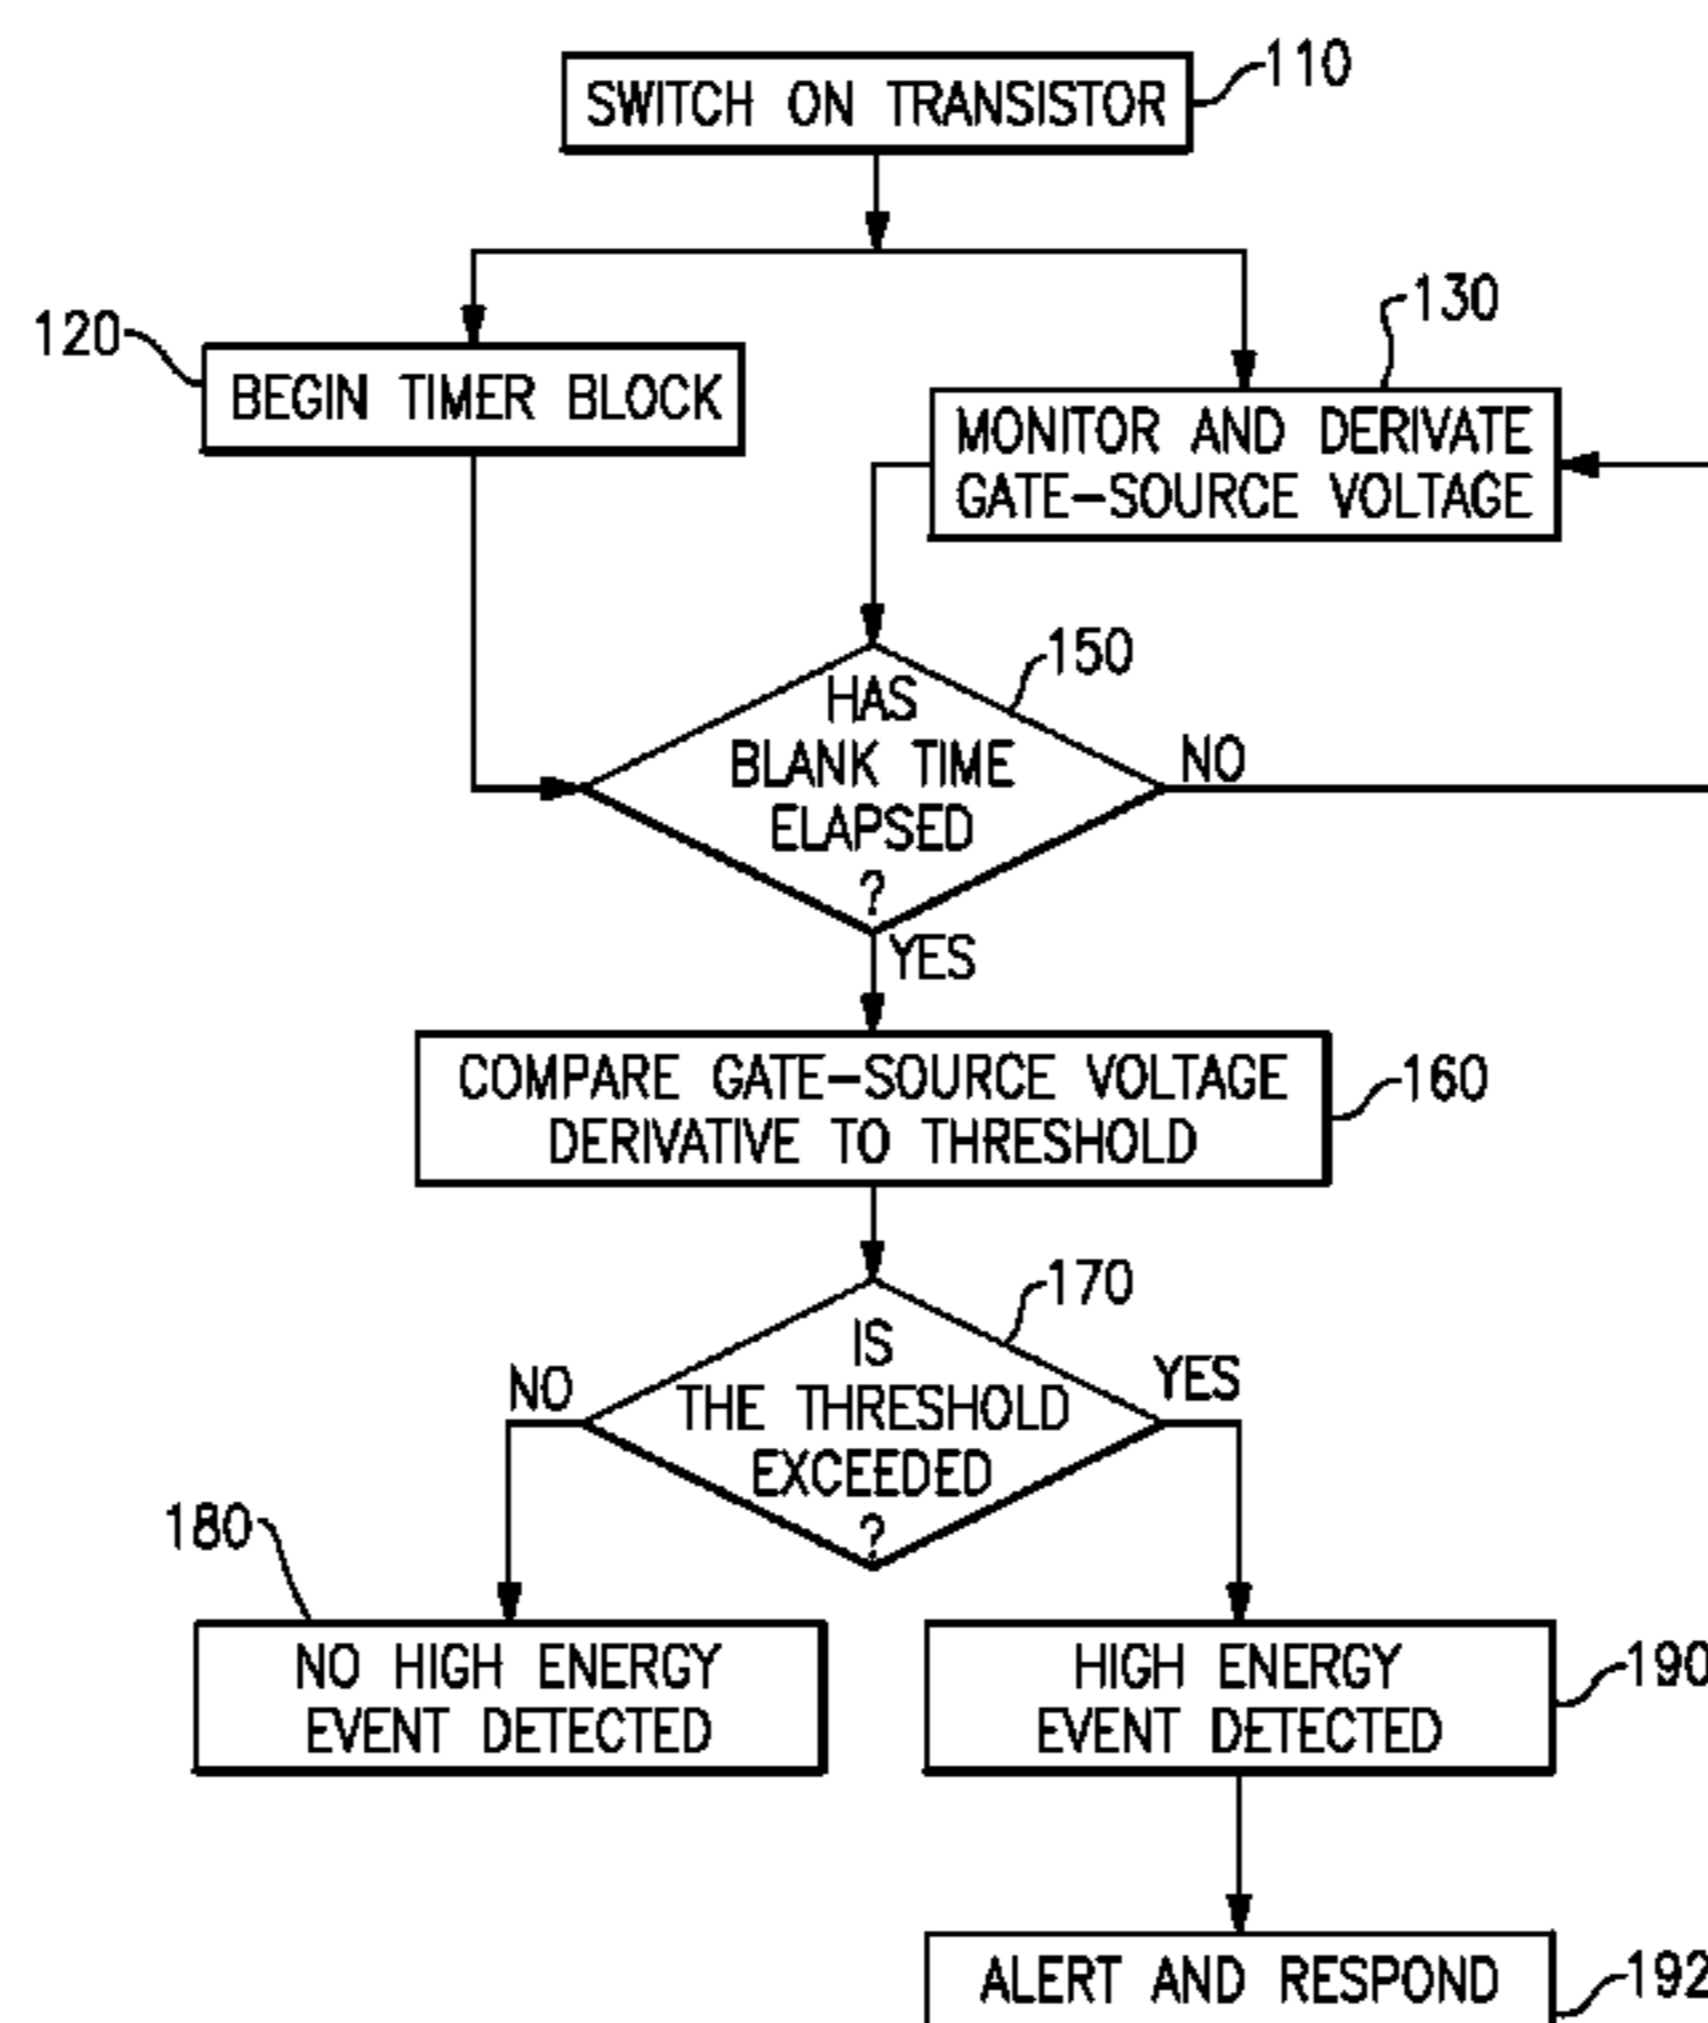 110
SWITCH ON TRANSISTOR
130
120
BEGIN TIMER BLOCK
MONITOR AND DERIVATE
GATE-SOURCE VOLTAGE
150
HAS
BLANK TIME
ELAPSED
?
NO
YES
COMPARE GATE-SOURCE VOLTAGE
DERIVATIVE TO THRESHOLD
160
170
IS
THE THRESHOLD
EXCEEDED
?
NO
YES
180
NO HIGH ENERGY
EVENT DETECTED
HIGH ENERGY
EVENT DETECTED
190
ALERT AND RESPOND
192